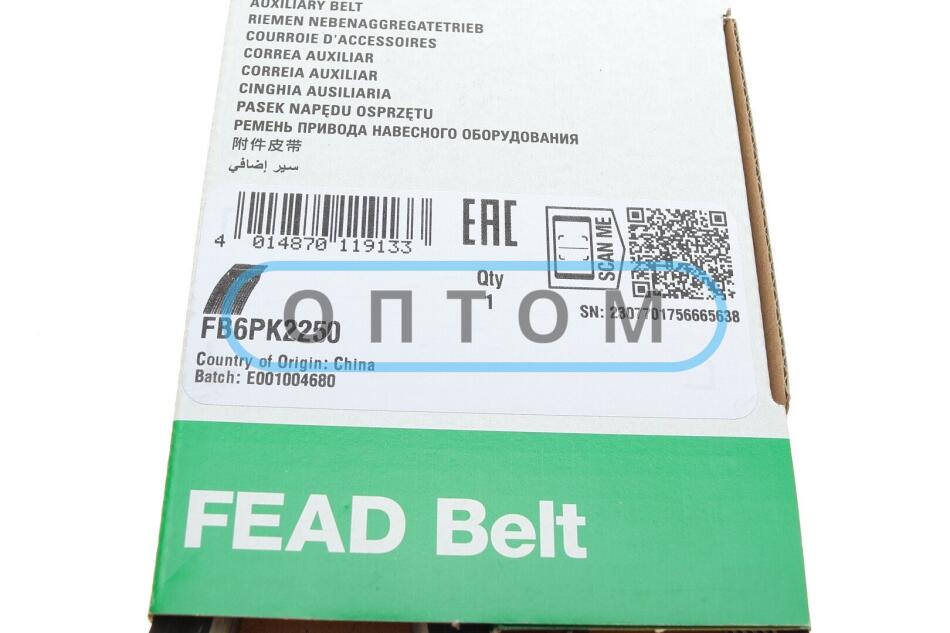 AUXILIARY BELT
RIEMEN NEBENAGGREGATETRIEB
COURROIE D'ACCESSOIRES
CORREA AUXILIAR
CORREIA AUXILIAR
CINGHIA AUSILIARIA
PASEK NAPĘDU OSPRZĘTU
РЕМЕНЬ ПРИВОДА НАВЕСНОГО ОБОРУДОВАНИЯ
附件皮带
سير إضافي
4 014870 119133
EAC
SCAN ME
Qty
1
SN: 2307701756665638
ОПТОМ
FB6PK2250
Country of Origin: China
Batch: E001004680
FEAD Belt